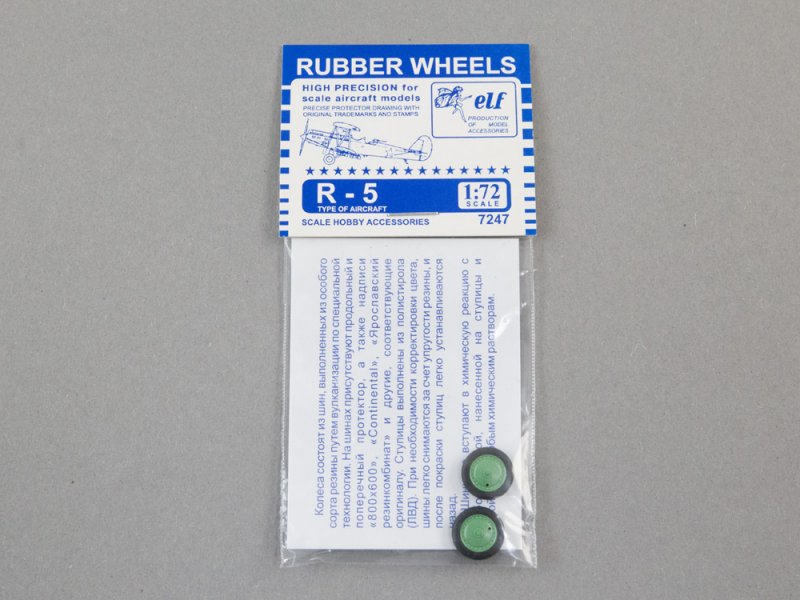 RUBBER WHEELS
HIGH PRECISION for
scale aircraft models
PRECISE PROTECTOR DRAWING WITH
ORIGINAL TRADEMARKS AND STAMPS
elf
PRODUCTION
OF MODEL
ACCESSORIES
R - 5
TYPE OF AIRCRAFT
1:72
SCALE
SCALE HOBBY ACCESSORIES
7247
Колеса состоят из шин, выполненных из особого
сорта резины путем вулканизации по специальной
технологии. На шинах присутствуют продольный и
поперечный протектор, а также надписи
«800х600», «Continental», «Ярославский
резинкомбинат» и другие, соответствующие
оригиналу. Ступицы выполнены из полистирола
(ЛВД). При необходимости корректировки цвета,
шины легко снимаются за счет упругости резины, и
после покраски ступиц легко устанавливаются
назад.
вступают в химическую реакцию с
нанесенной на ступицы и
химическим растворам.